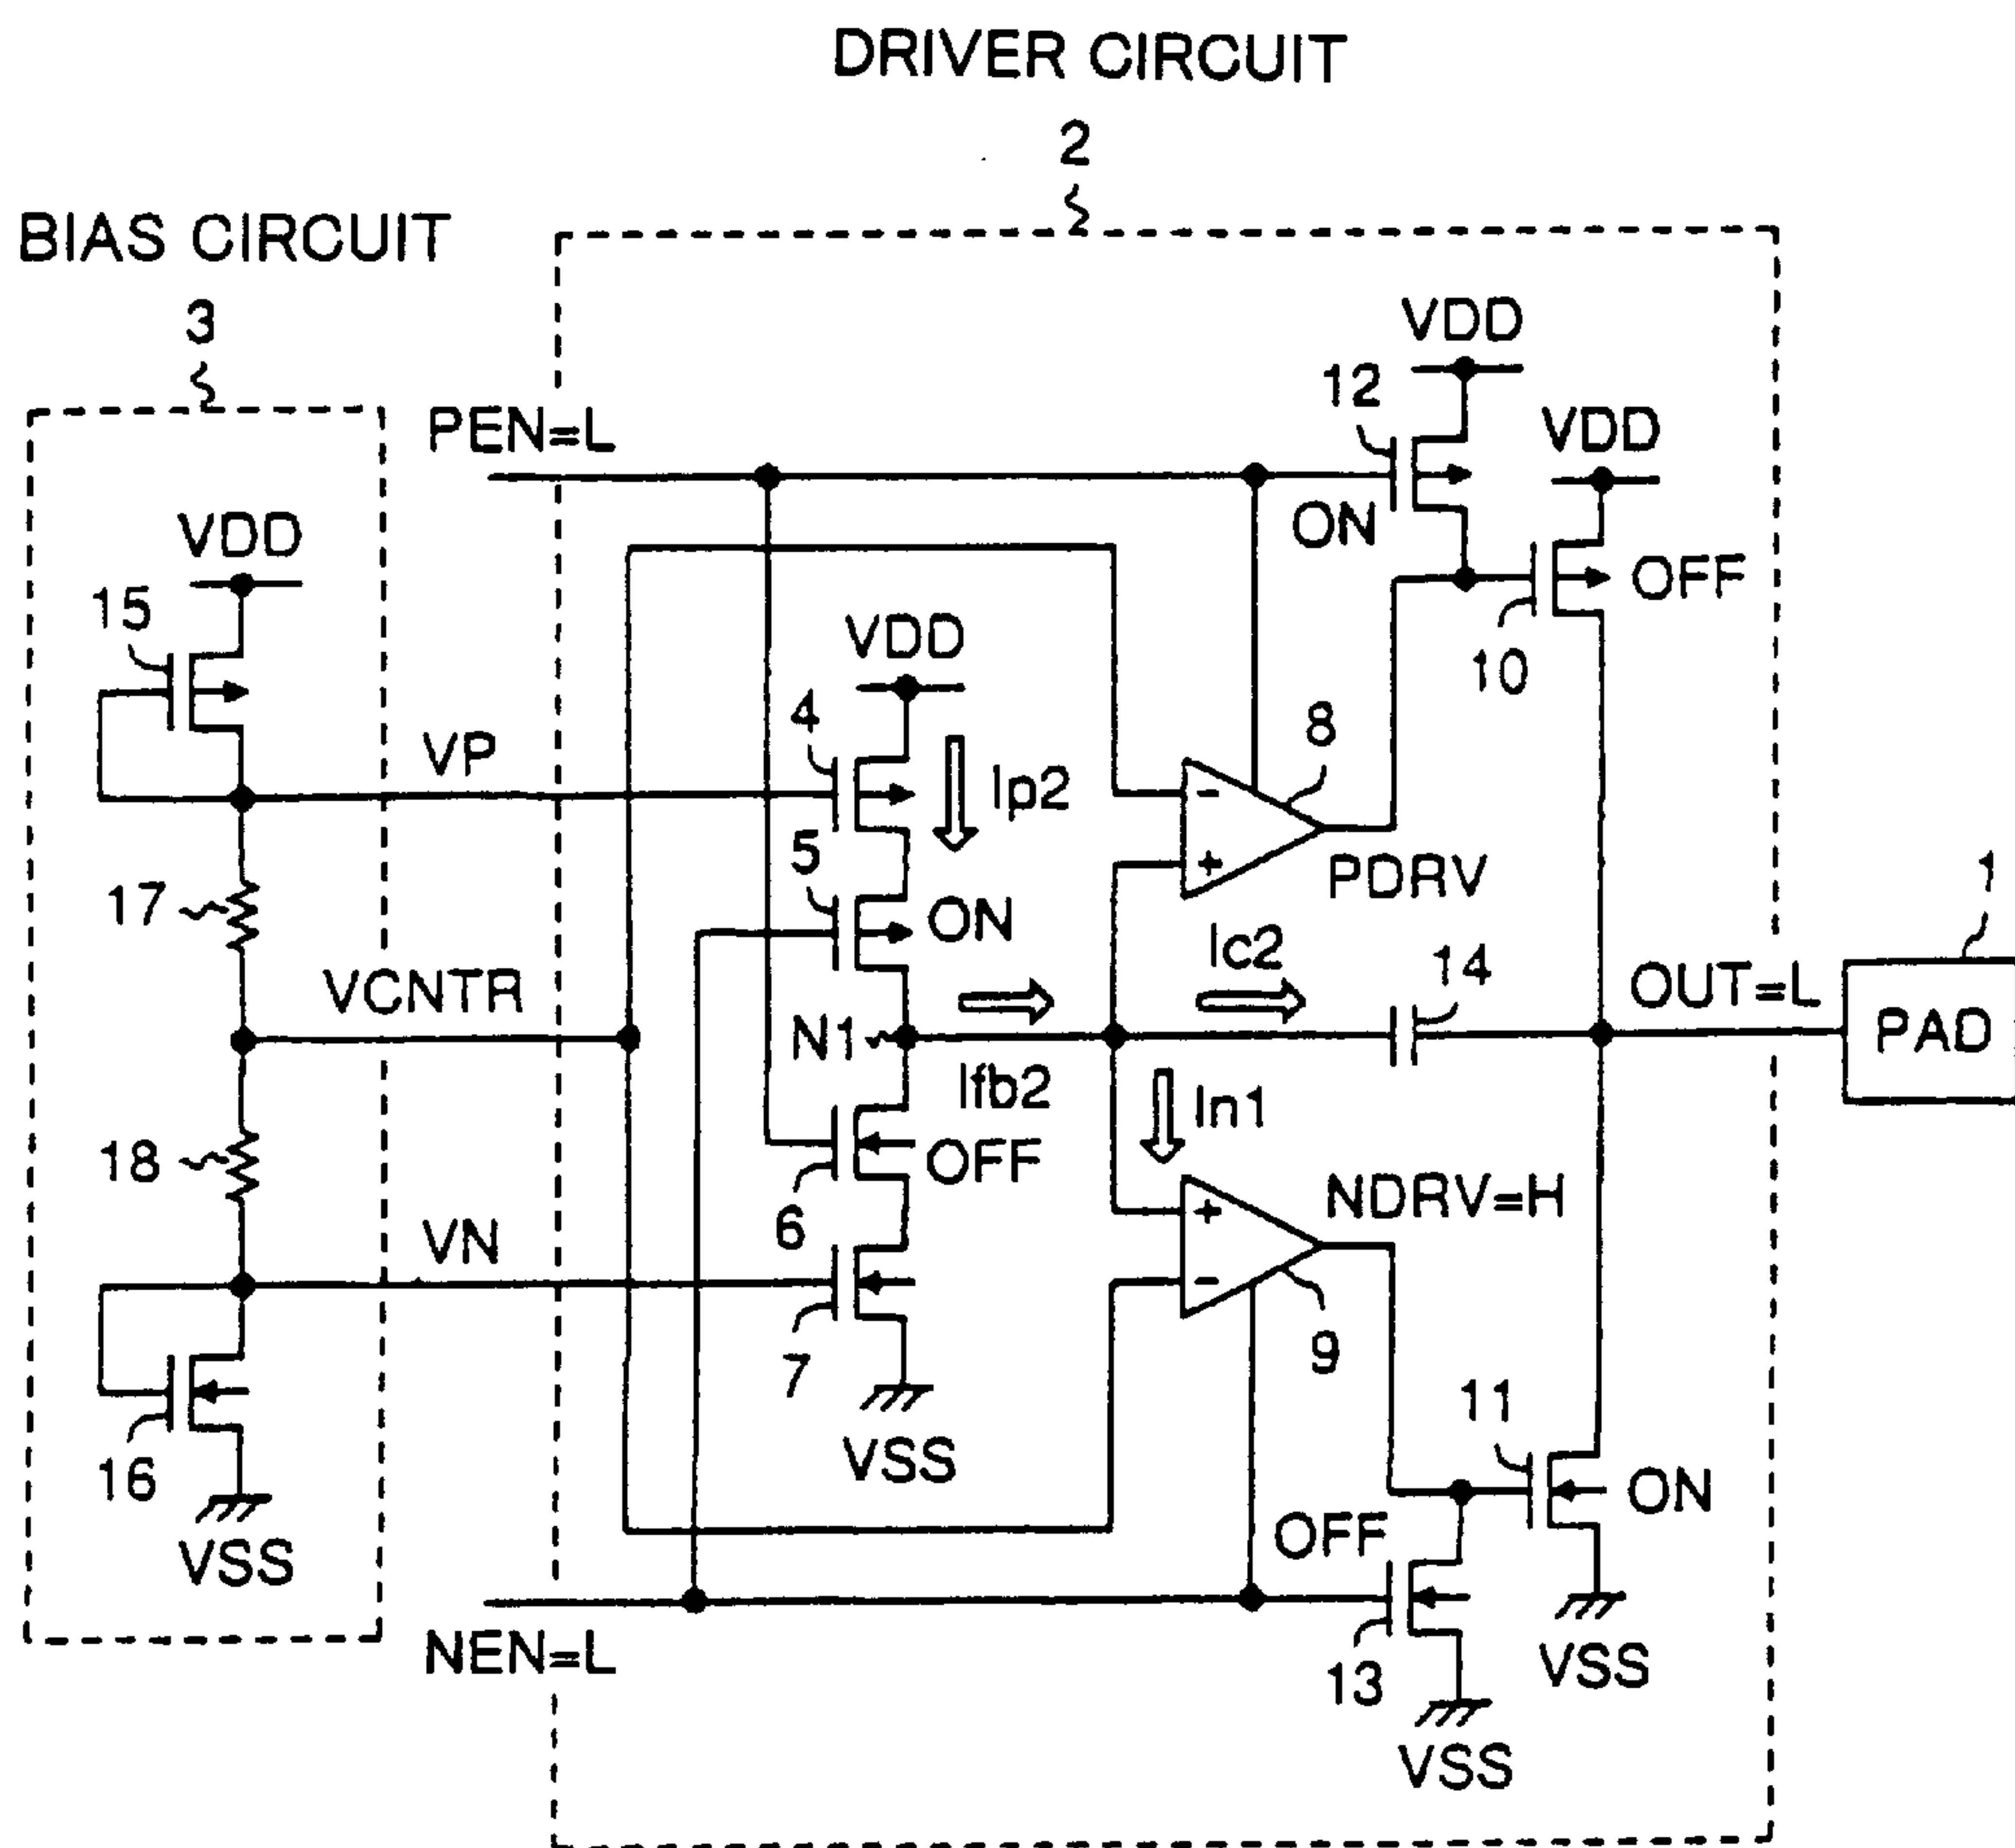 DRIVER CIRCUIT
2
BIAS CIRCUIT
3
VDD
12
PEN=L
VDD
ON
VDD
OFF
15
VDD
10
4
8
VP
Ip2
5
PDRV
1
17
ON
Ic2
14
VCNTR
OUT=L
N1
PAD
Ifb2
In1
18
OFF
NDRV=H
6
VN
9
7
11
VSS
16
ON
OFF
VSS
NEN=L
13
VSS
VSS
- 
+
+
-